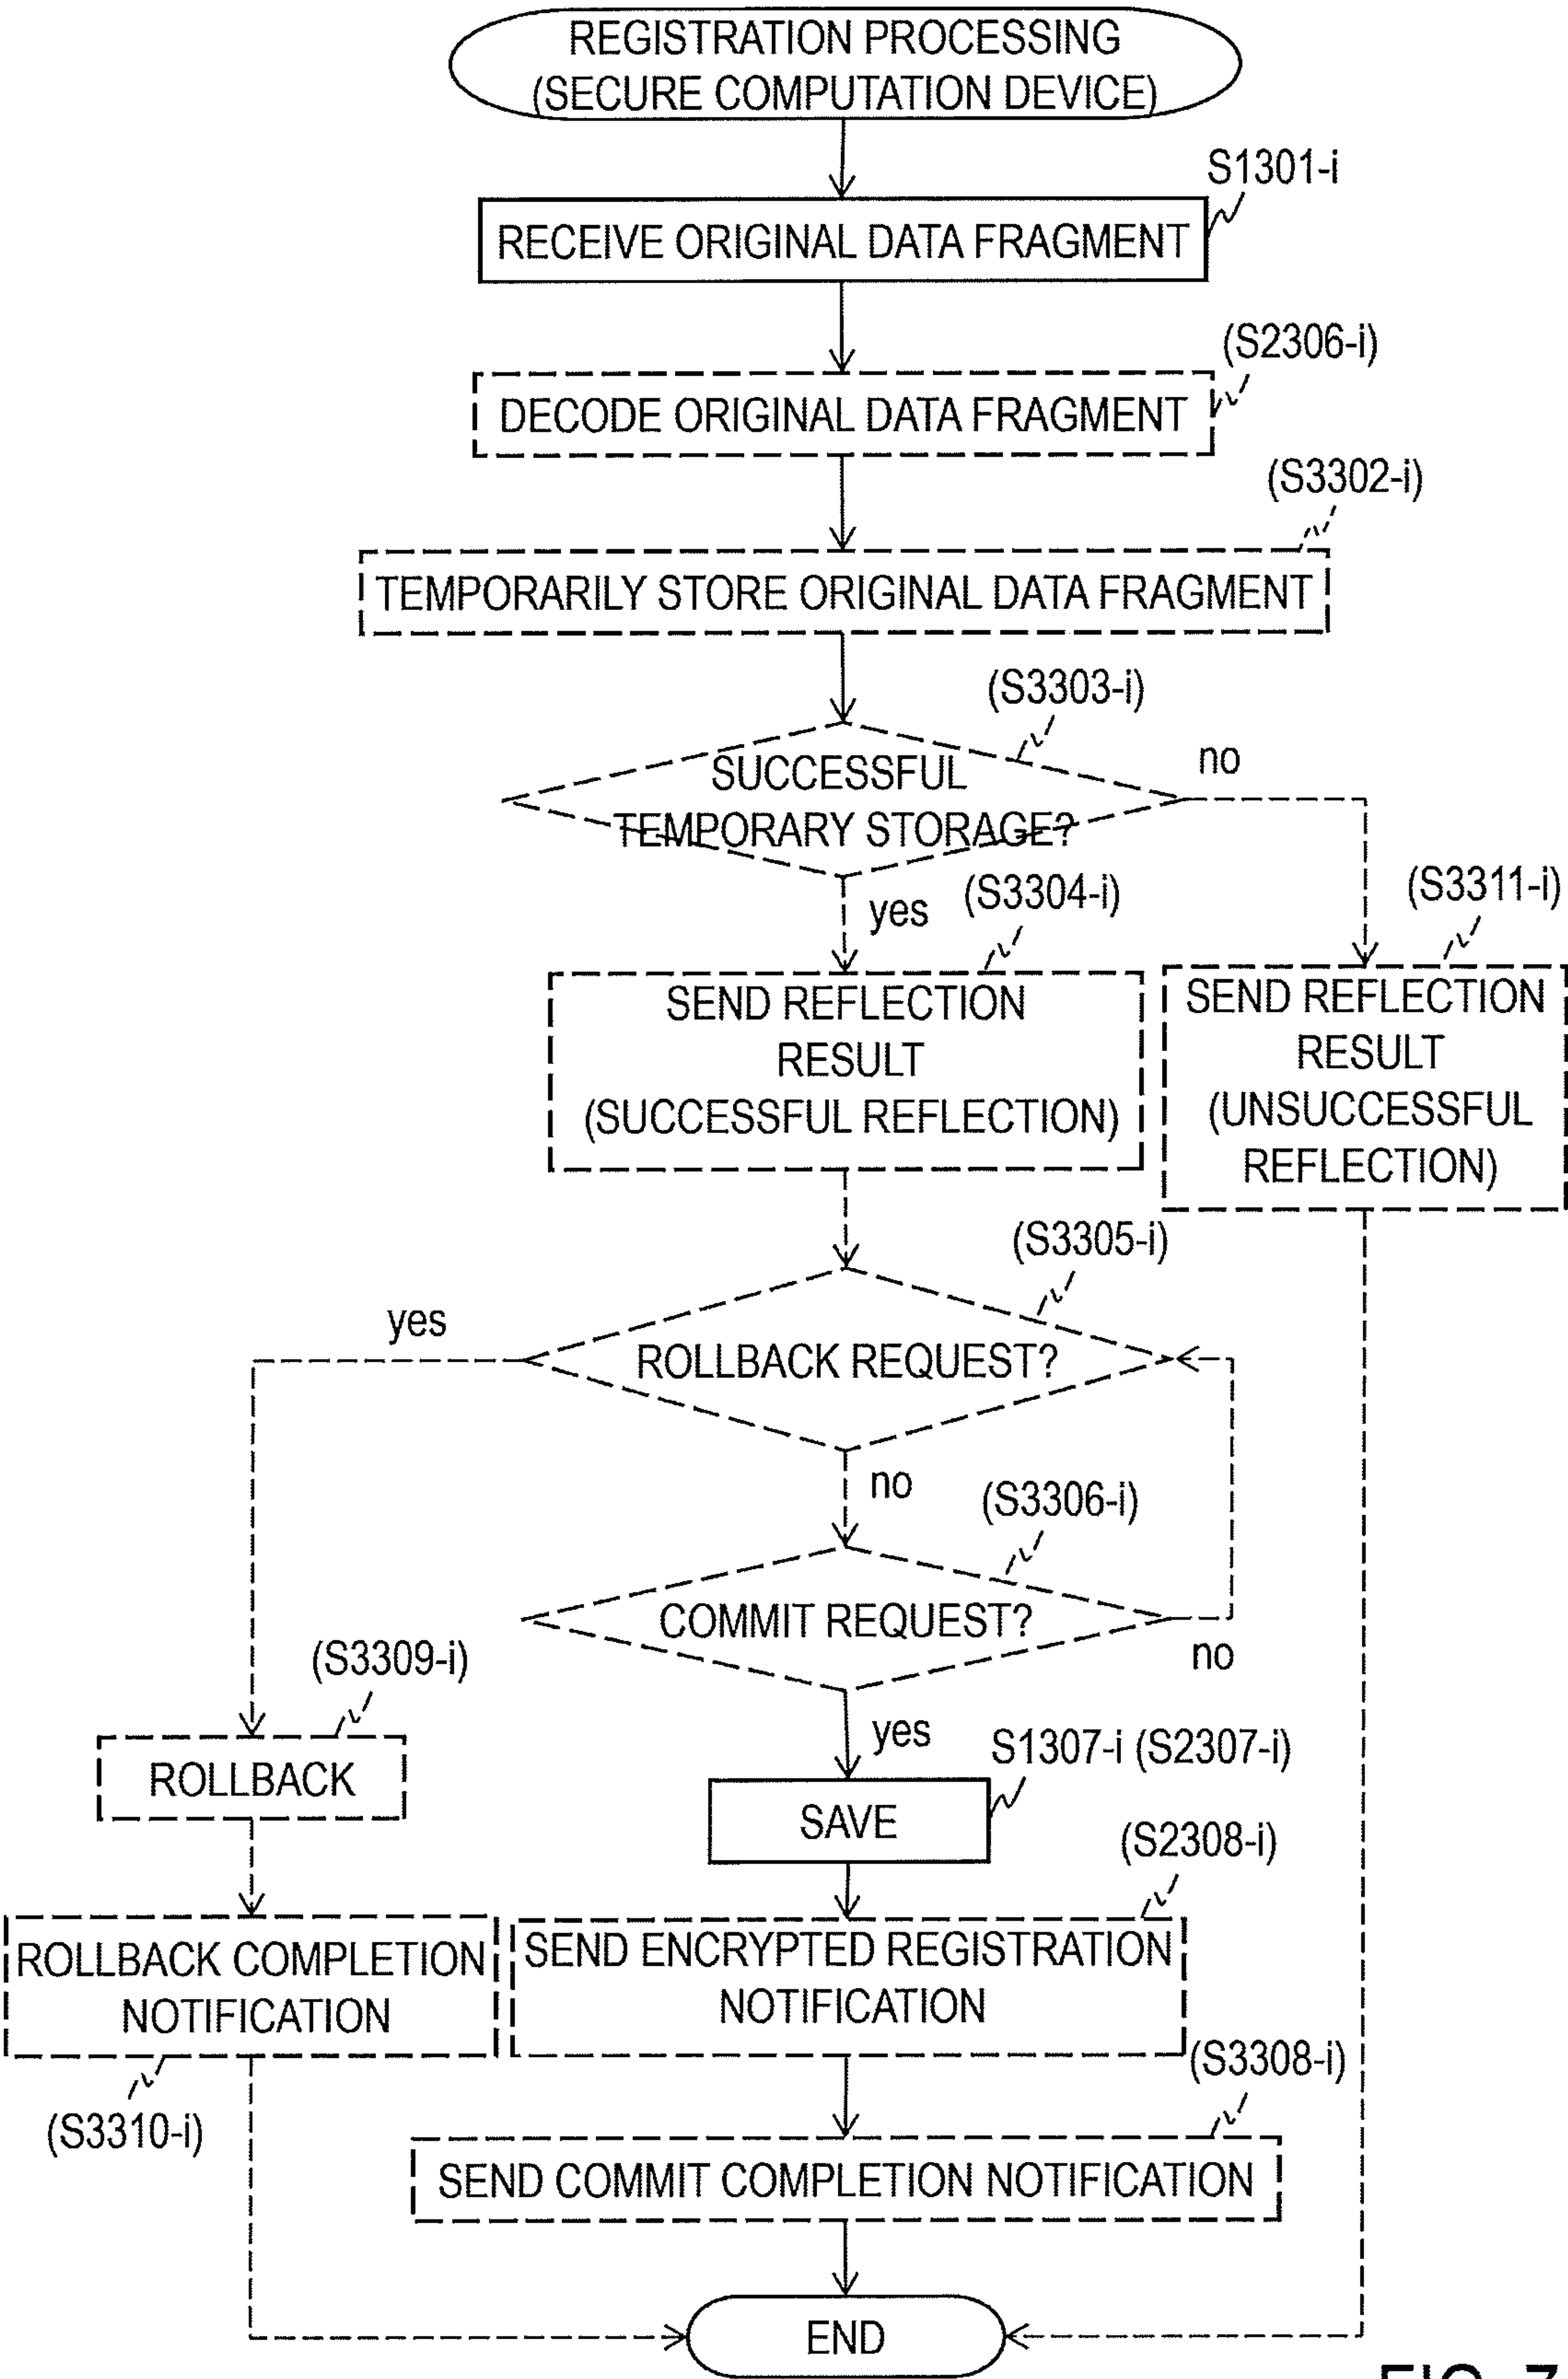 REGISTRATION PROCESSING
(SECURE COMPUTATION DEVICE)
S1301-i
RECEIVE ORIGINAL DATA FRAGMENT
(S2306-i)
DECODE ORIGINAL DATA FRAGMENT
(S3302-i)
TEMPORARILY STORE ORIGINAL DATA FRAGMENT
(S3303-i)
SUCCESSFUL
TEMPORARY STORAGE?
no
yes
(S3304-i)
(S3311-i)
SEND REFLECTION
RESULT
(SUCCESSFUL REFLECTION)
SEND REFLECTION
RESULT
(UNSUCCESSFUL
REFLECTION)
(S3305-i)
yes
ROLLBACK REQUEST?
no
(S3306-i)
COMMIT REQUEST?
no
(S3309-i)
yes
S1307-i (S2307-i)
ROLLBACK
SAVE
(S2308-i)
ROLLBACK COMPLETION
NOTIFICATION
SEND ENCRYPTED REGISTRATION
NOTIFICATION
(S3308-i)
(S3310-i)
SEND COMMIT COMPLETION NOTIFICATION
END